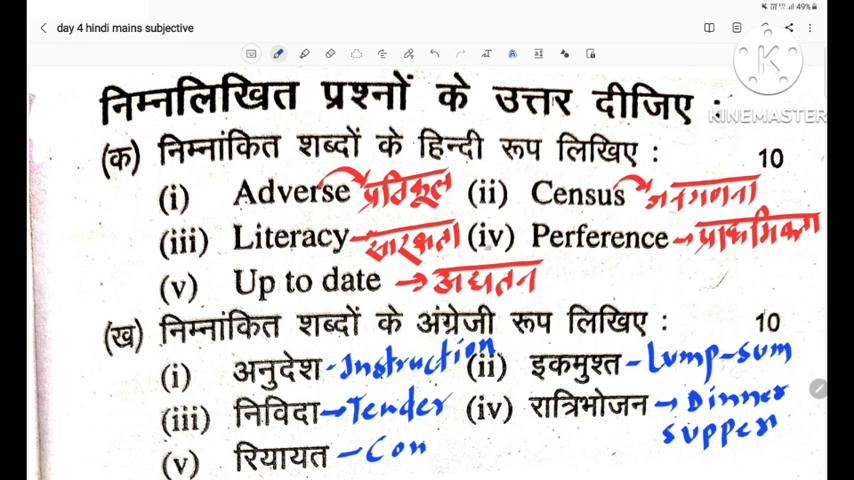 49%
day 4 hindi mains subjective
KINEMASTER
निम्नलिखित प्रश्नों के उत्तर दीजिए :
(क) निम्नांकित शब्दों के हिन्दी रूप लिखिए : 10
(i) Adverse प्रतिकूल (ii) Census जनगणना
(iii) Literacy साक्षरता (iv) Perference प्राथमिकता
(v) Up to date अद्यतन
(ख) निम्नांकित शब्दों के अंग्रेजी रूप लिखिए : 10
(i) अनुदेश - Instruction (ii) इकमुश्त - Lump-sum
(iii) निविदा Tender (iv) रात्रिभोजन Dinner
supper
(v) रियायत - Con